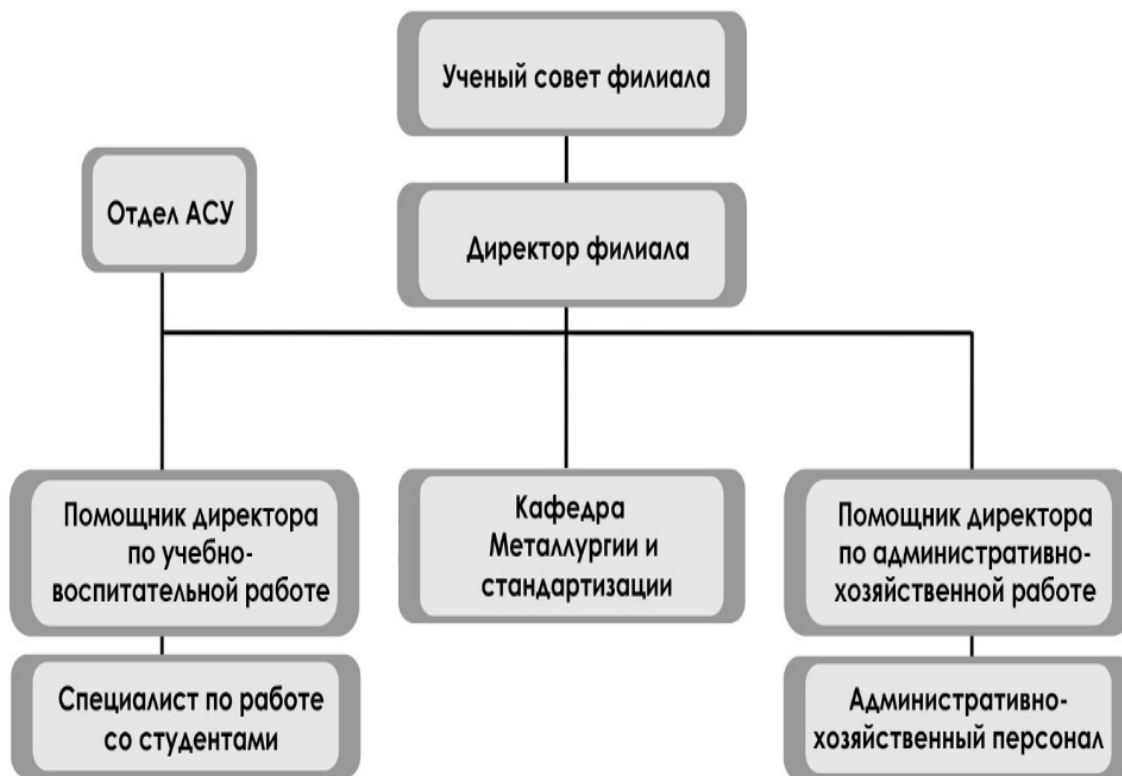 Ученый совет филиала
Отдел АСУ
Директор филиала
Помощник директора
по учебно-
воспитательной работе
Кафедра
Металлургии и
стандартизации
Помощник директора
по административно-
хозяйственной работе
Специалист по работе
со студентами
Административно-
хозяйственный персонал